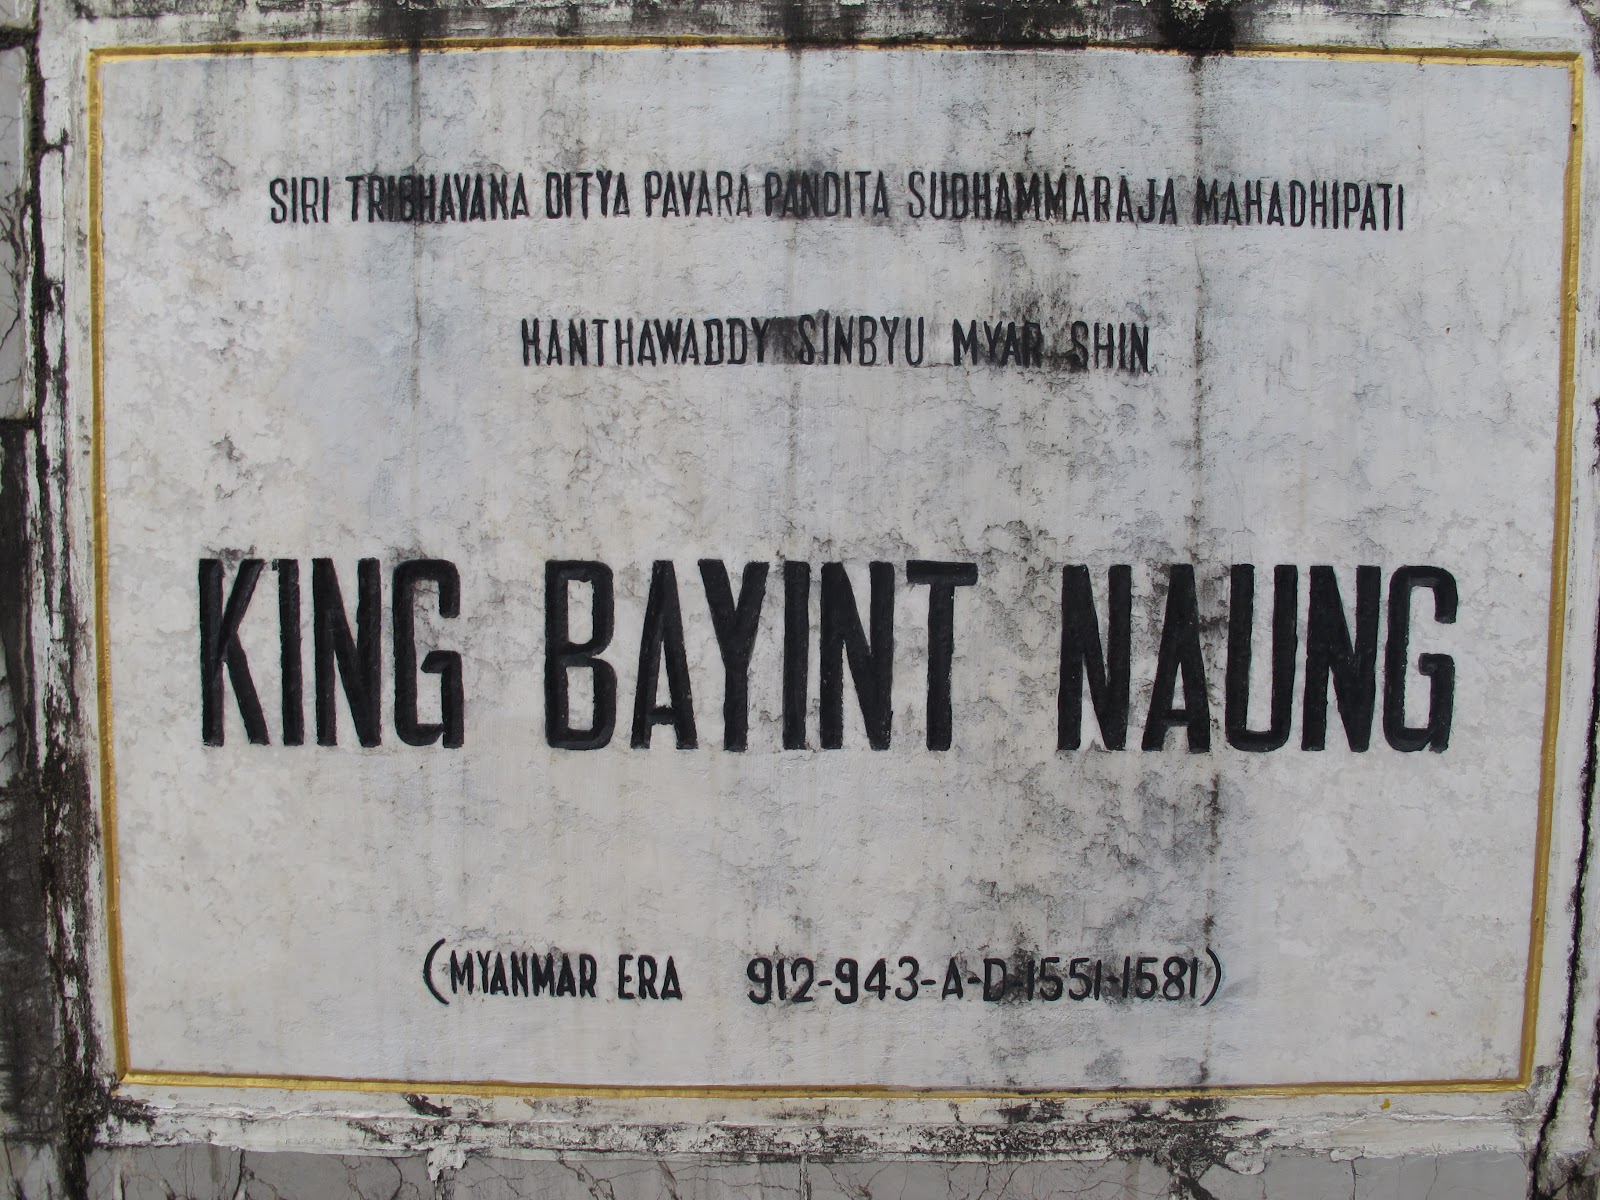 SIRI TRIBHAVANA DITYA PAVARA PANDITA SUDHAMMARAJA MAHADHIPATI
HANTHAWADDY SINBYU MYAR SHIN
KING BAYINT NAUNG
(MYANMAR ERA 912-943-A-D-1551-1581)